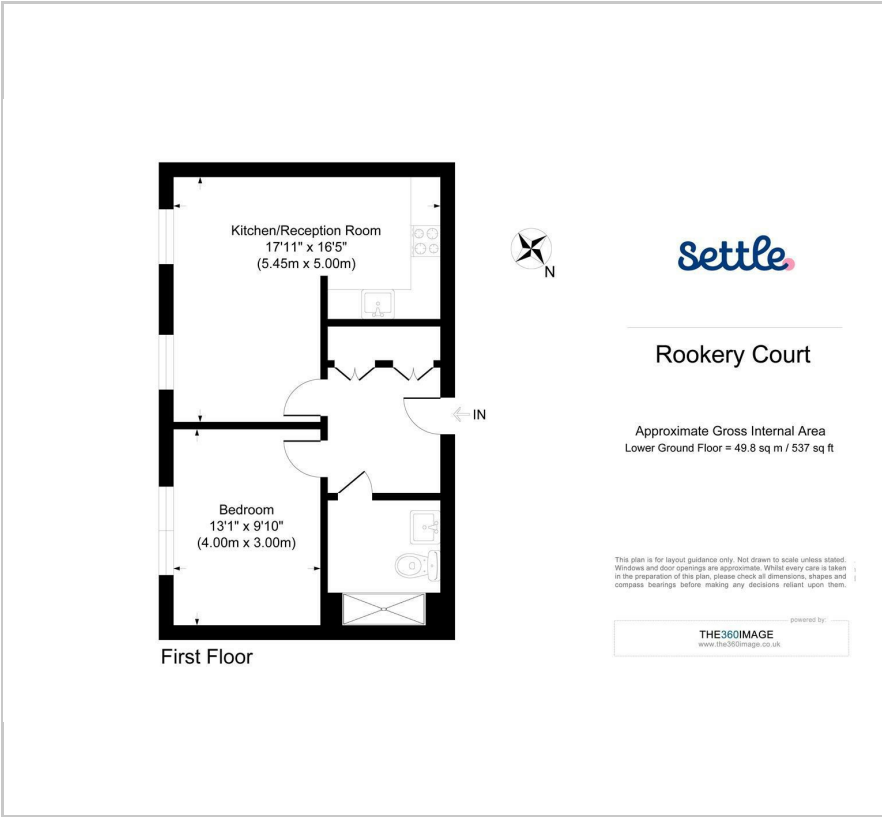 Kitchen/Reception Room
17'11" x 16'5"
(5.45m x 5.00m)
N
IN
Bedroom
13'1" x 9'10"
(4.00m x 3.00m)
First Floor
settle
Rookery Court
Approximate Gross Internal Area
Lower Ground Floor = 49.8 sq m / 537 sq ft
This plan is for layout guidance only. Not drawn to scale unless stated.
Windows and door openings are approximate. Whilst every care is taken
in the preparation of this plan, please check all dimensions, shapes and
compass bearings before making any decisions reliant upon them.
powered by:
THE360IMAGE
www.the360image.co.uk